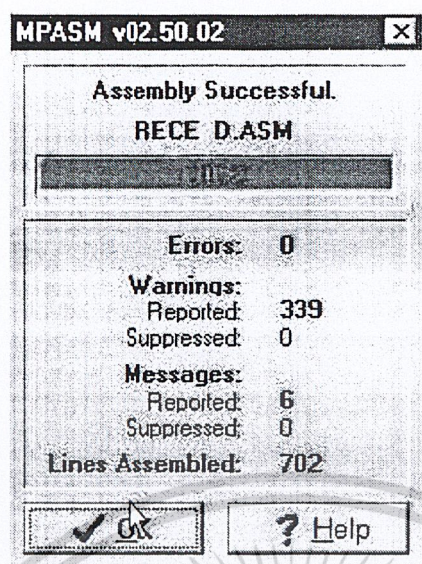 MPASM v02.50.02
Assembly Successful.
RECE D.ASM
Errors: 0
Warnings:
Reported: 339
Suppressed: 0
Messages:
Reported: 6
Suppressed: 0
Lines Assembled: 702
OK
? Help